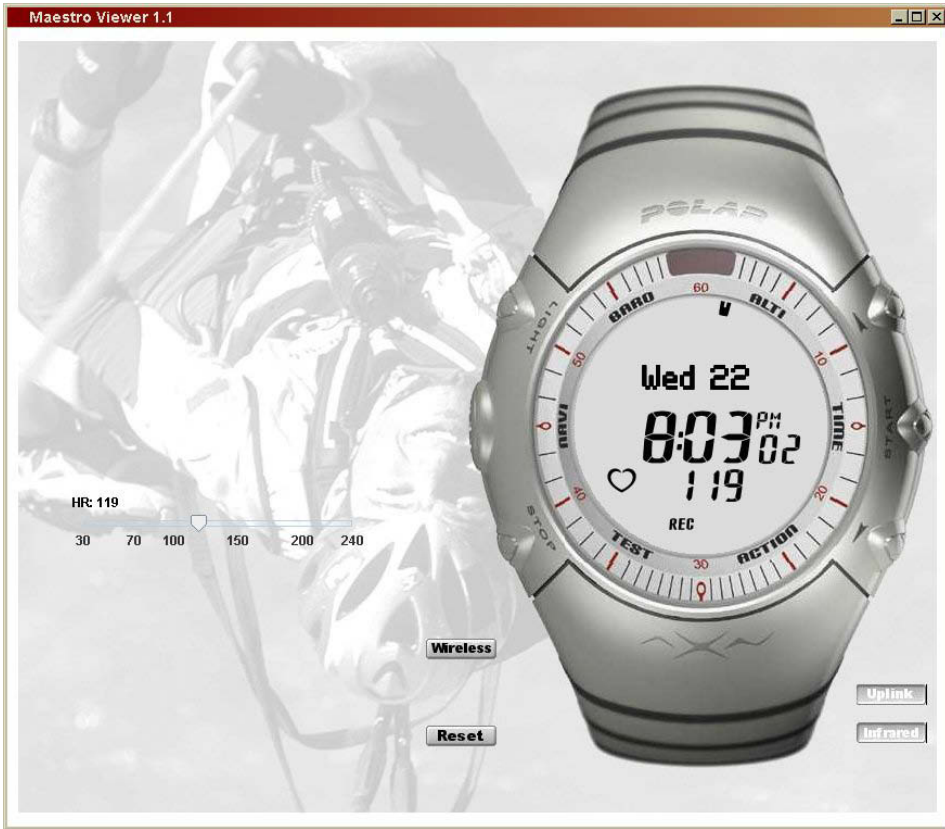 Maestro Viewer 1.1
POLAR
60
BARO
ALTI
LIGHT
50
10
Wed 22
NAVI
TIME
START
8:03 PM 02
119
HR: 119
40
20
30 70 100 150 200 240
STOP
REC
TEST
ACTION
30
AXN
Wireless
Uplink
Reset
Infrared